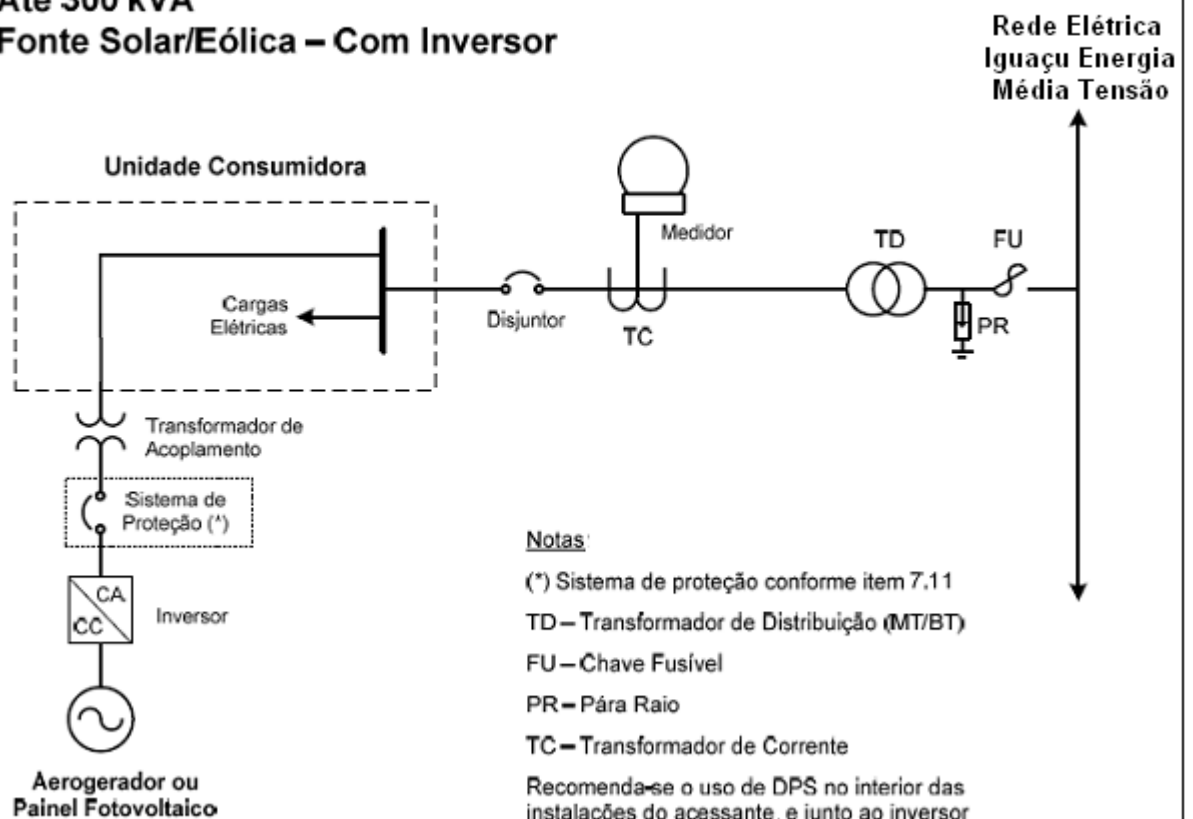 Até 300 kVA
Fonte Solar/Eólica – Com Inversor
Rede Elétrica
Iguaçu Energia
Média Tensão
Unidade Consumidora
Medidor
TD
FU
Cargas
Elétricas
Disjuntor
TC
PR
Transformador de
Acoplamento
Sistema de
Proteção (*)
CA
CC
Inversor
Aerogerador ou
Painel Fotovoltaico
Notas:
(*) Sistema de proteção conforme item 7.11
TD – Transformador de Distribuição (MT/BT)
FU – Chave Fusível
PR – Pára Raio
TC – Transformador de Corrente
Recomenda-se o uso de DPS no interior das
instalações do acessante, e junto ao inversor